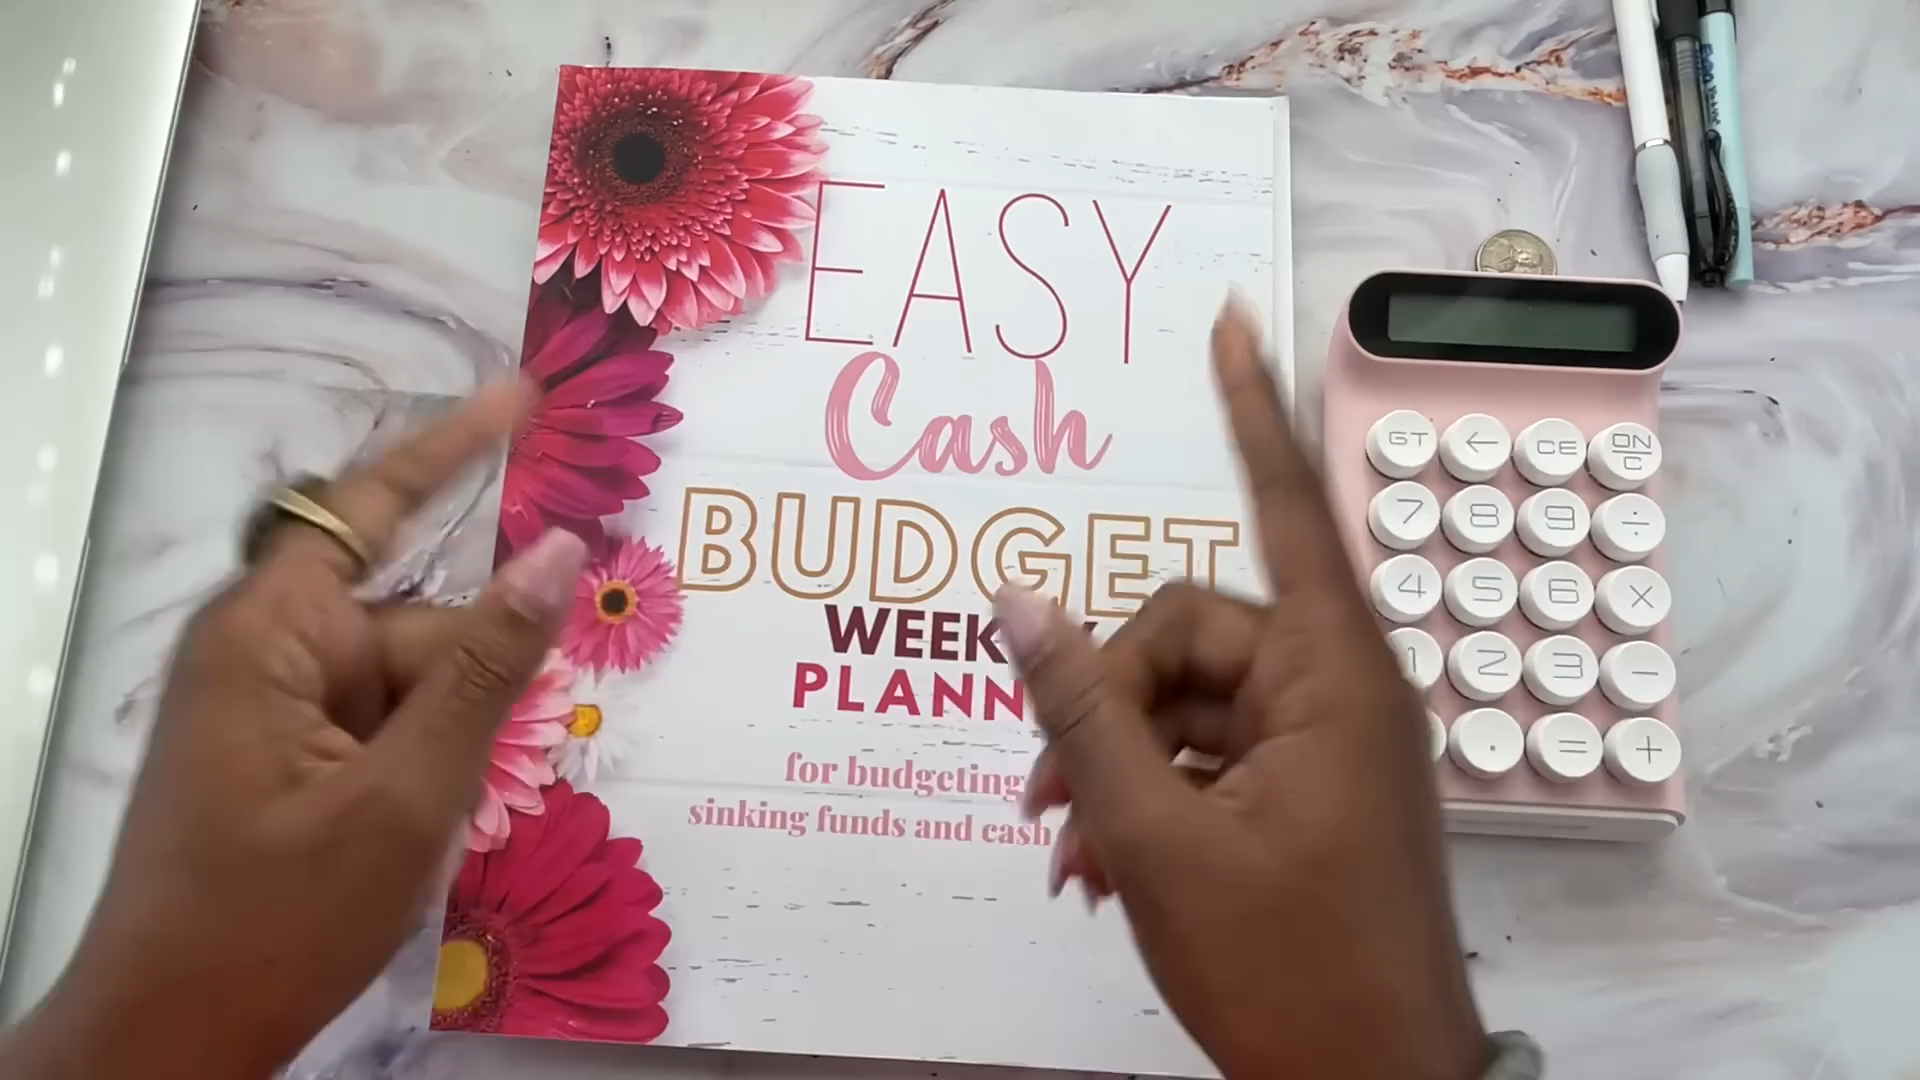 EASY
Cash
BUDGET
WEEK
PLANN
for budgeting
sinking funds and cash
GT ← CE ON/C
7 8 9 ÷
4 5 6 ×
1 2 3 −
. = +